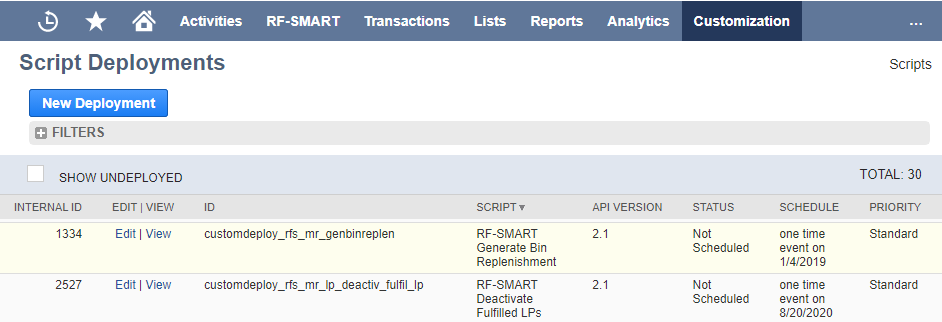 Activities RF-SMART Transactions Lists Reports Analytics Customization ...
Script Deployments
Scripts
New Deployment
FILTERS
SHOW UNDEPLOYED
TOTAL: 30
INTERNAL ID EDIT | VIEW ID SCRIPT ▾ API VERSION STATUS SCHEDULE PRIORITY
1334 Edit | View customdeploy_rfs_mr_genbinreplen RF-SMART 2.1 Not one time Standard
Generate Bin Scheduled event on
Replenishment 1/4/2019
2527 Edit | View customdeploy_rfs_mr_lp_deactiv_fulfil_lp RF-SMART 2.1 Not one time Standard
Deactivate Scheduled event on
Fulfilled LPs 8/20/2020